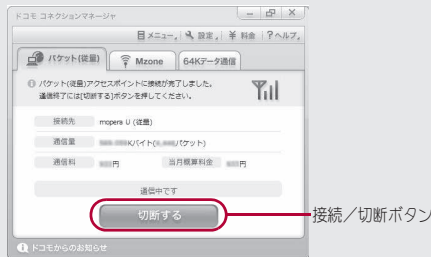 ドコモ コネクションマネージャ
メニュー 設定 ￥ 料金 ? ヘルプ
パケット(従量) Mzone 64Kデータ通信
パケット(従量)アクセスポイントに接続が完了しました。
通信終了には[切断する]ボタンを押してください。
接続先 mopera U (従量)
通信量 Kバイト( パケット)
通信料 円 当月概算料金 円
通信中です
切断する
接続／切断ボタン
ドコモからのお知らせ